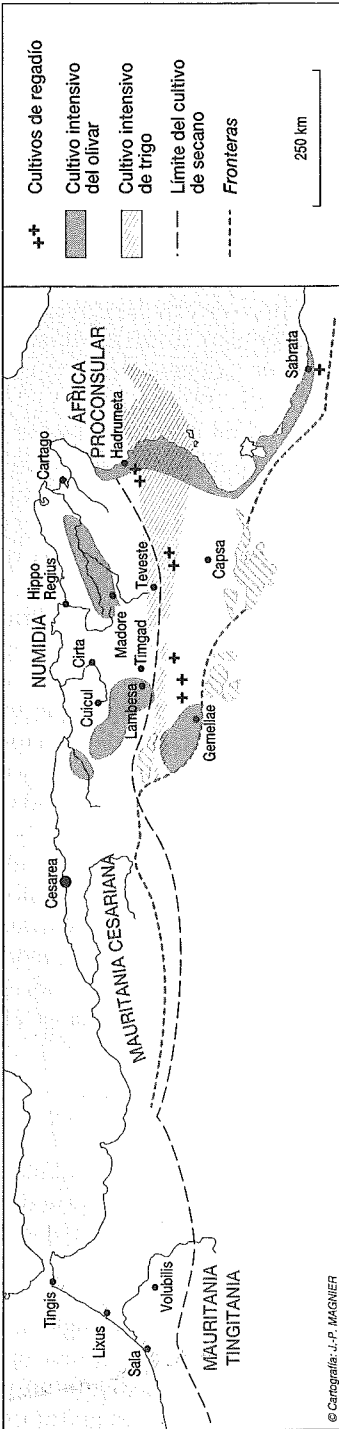 Tingis
Lixus
Sala
Volubilis
MAURITANIA
TINGITANIA
Cesarea
MAURITANIA CESARIANA
NUMIDIA
Hippo
Regius
Cirta
Cuicul
Madore
Timgad
Lambesa
Teveste
Gemellae
Capsa
Cartago
ÁFRICA
PROCONSULAR
Hadrumeta
Sabrata
Cultivos de regadío
Cultivo intensivo
del olivar
Cultivo intensivo
de trigo
Límite del cultivo
de secano
Fronteras
250 km
© Cartografía: J.-P. MAGNIER